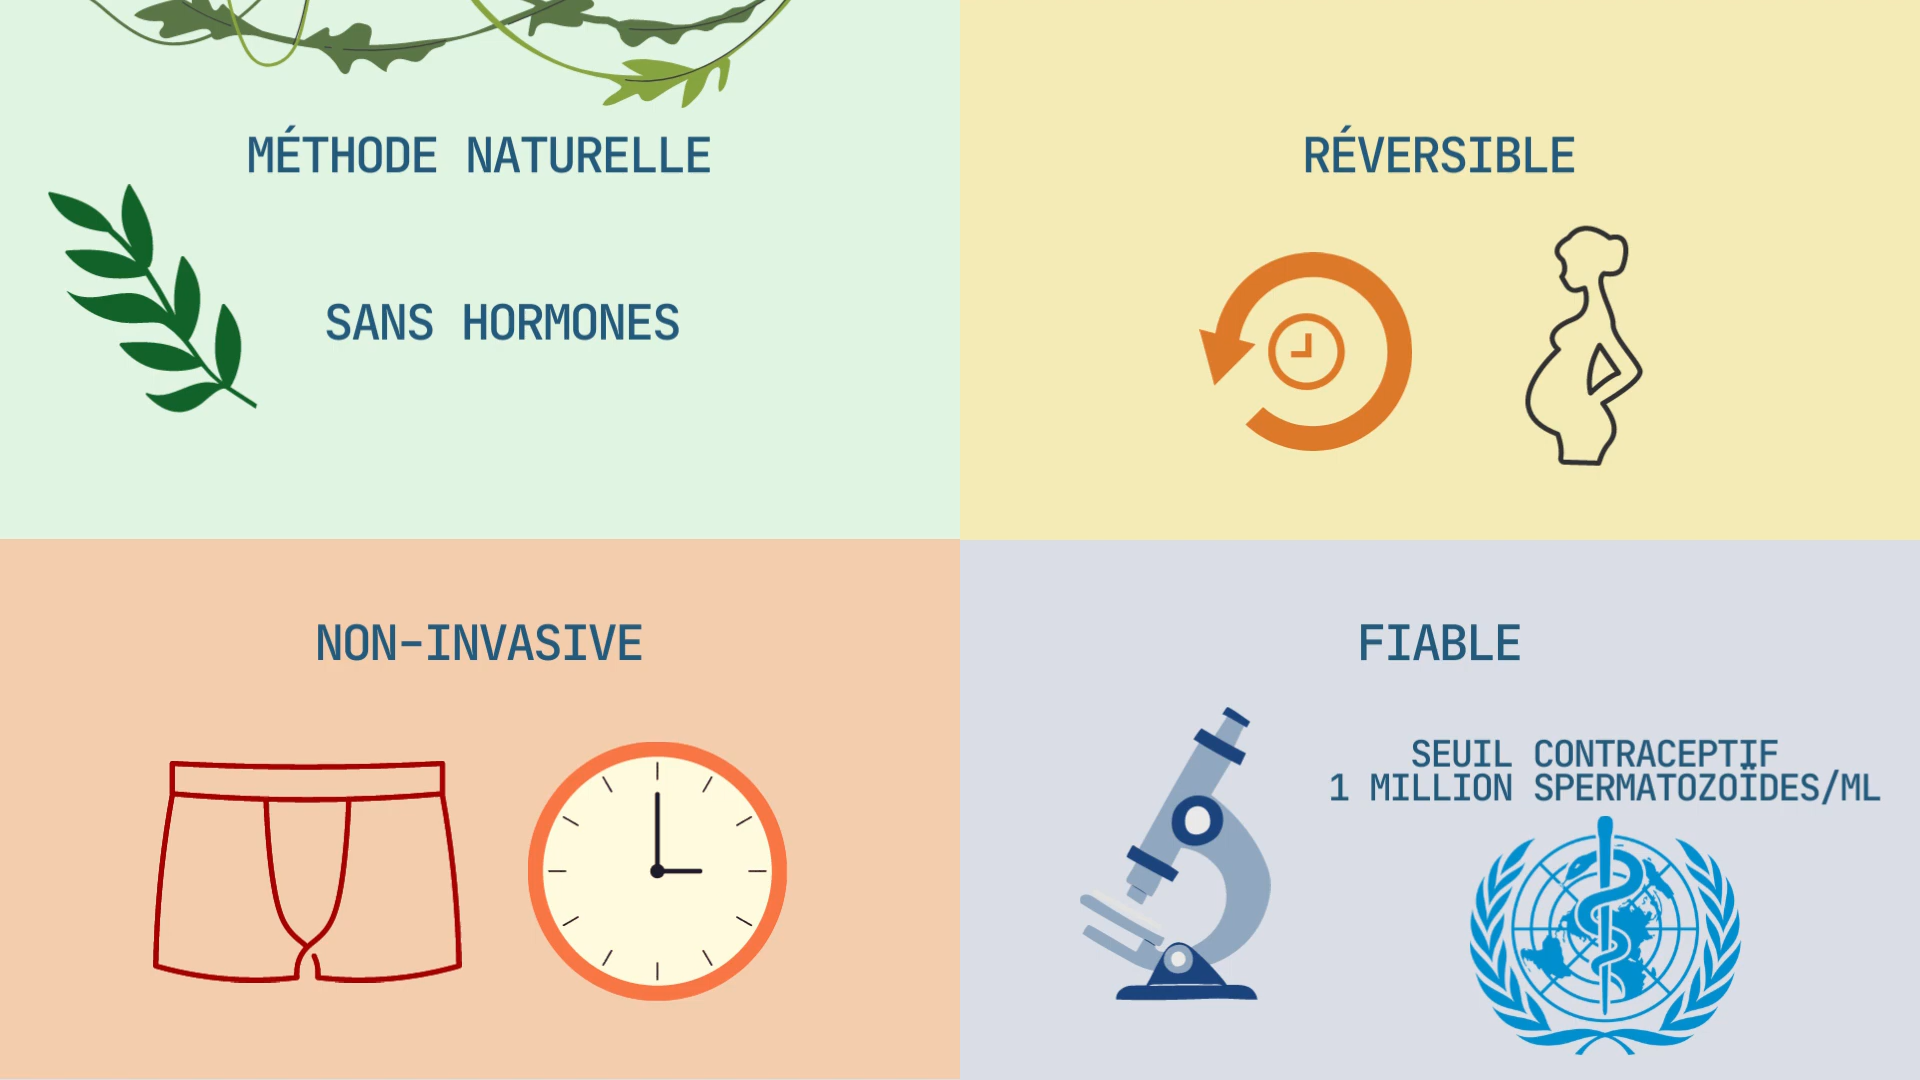 MÉTHODE NATURELLE
SANS HORMONES
RÉVERSIBLE
NON-INVASIVE
FIABLE
SEUIL CONTRACEPTIF
1 MILLION SPERMATOZOÏDES/ML